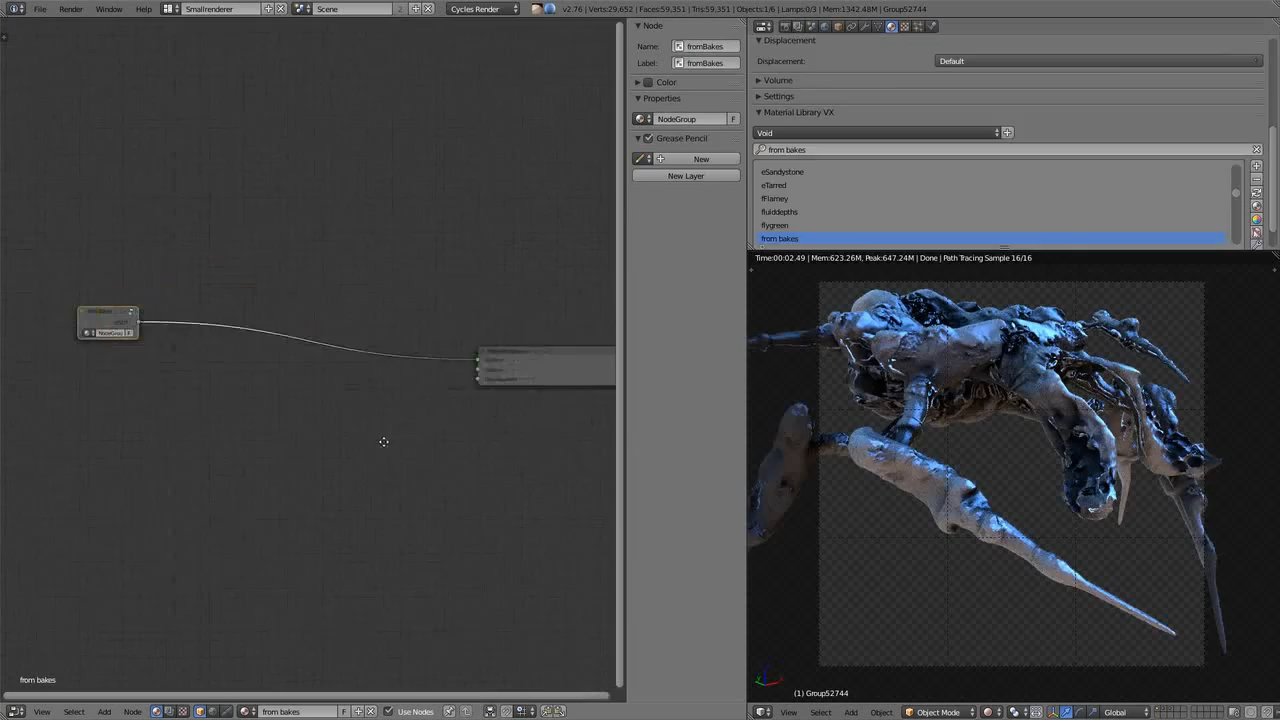 File Render Window Help Smallrenderer Scene 2 Cycles Render v2.76 | Verts:29,652 | Faces:59,351 | Tris:59,351 | Objects:1/6 | Lamps:0/3 | Mem:1342.48M | Group52744
Node
Name: fromBakes
Label: fromBakes
Color
Properties
NodeGroup F
Grease Pencil
New
New Layer
Displacement
Displacement: Default
Volume
Settings
Material Library VX
Void
from bakes
eSandystone
eTarred
fFlarney
fluiddepths
flygreen
from bakes
Time:00:02.49 | Mem:623.26M, Peak:647.24M | Done | Path Tracing Sample 16/16
NodeGrou F
from bakes
(1) Group52744
View Select Add Node from bakes F Use Nodes
View Select Add Object Object Mode Global